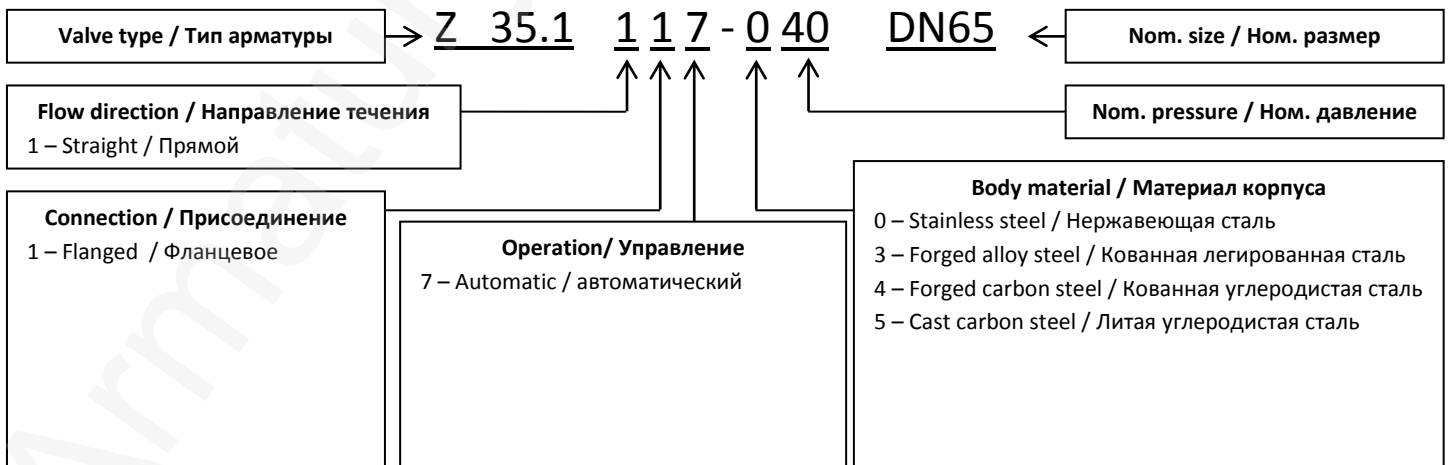 Valve type / Тип арматуры
Z 35.1 1 1 7 - 0 40 DN65
Nom. size / Ном. размер
Flow direction / Направление течения
1 – Straight / Прямой
Nom. pressure / Ном. давление
Connection / Присоединение
1 – Flanged / Фланцевое
Operation/ Управление
7 – Automatic / автоматический
Body material / Материал корпуса
0 – Stainless steel / Нержавеющая сталь
3 – Forged alloy steel / Кованная легированная сталь
4 – Forged carbon steel / Кованная углеродистая сталь
5 – Cast carbon steel / Литая углеродистая сталь